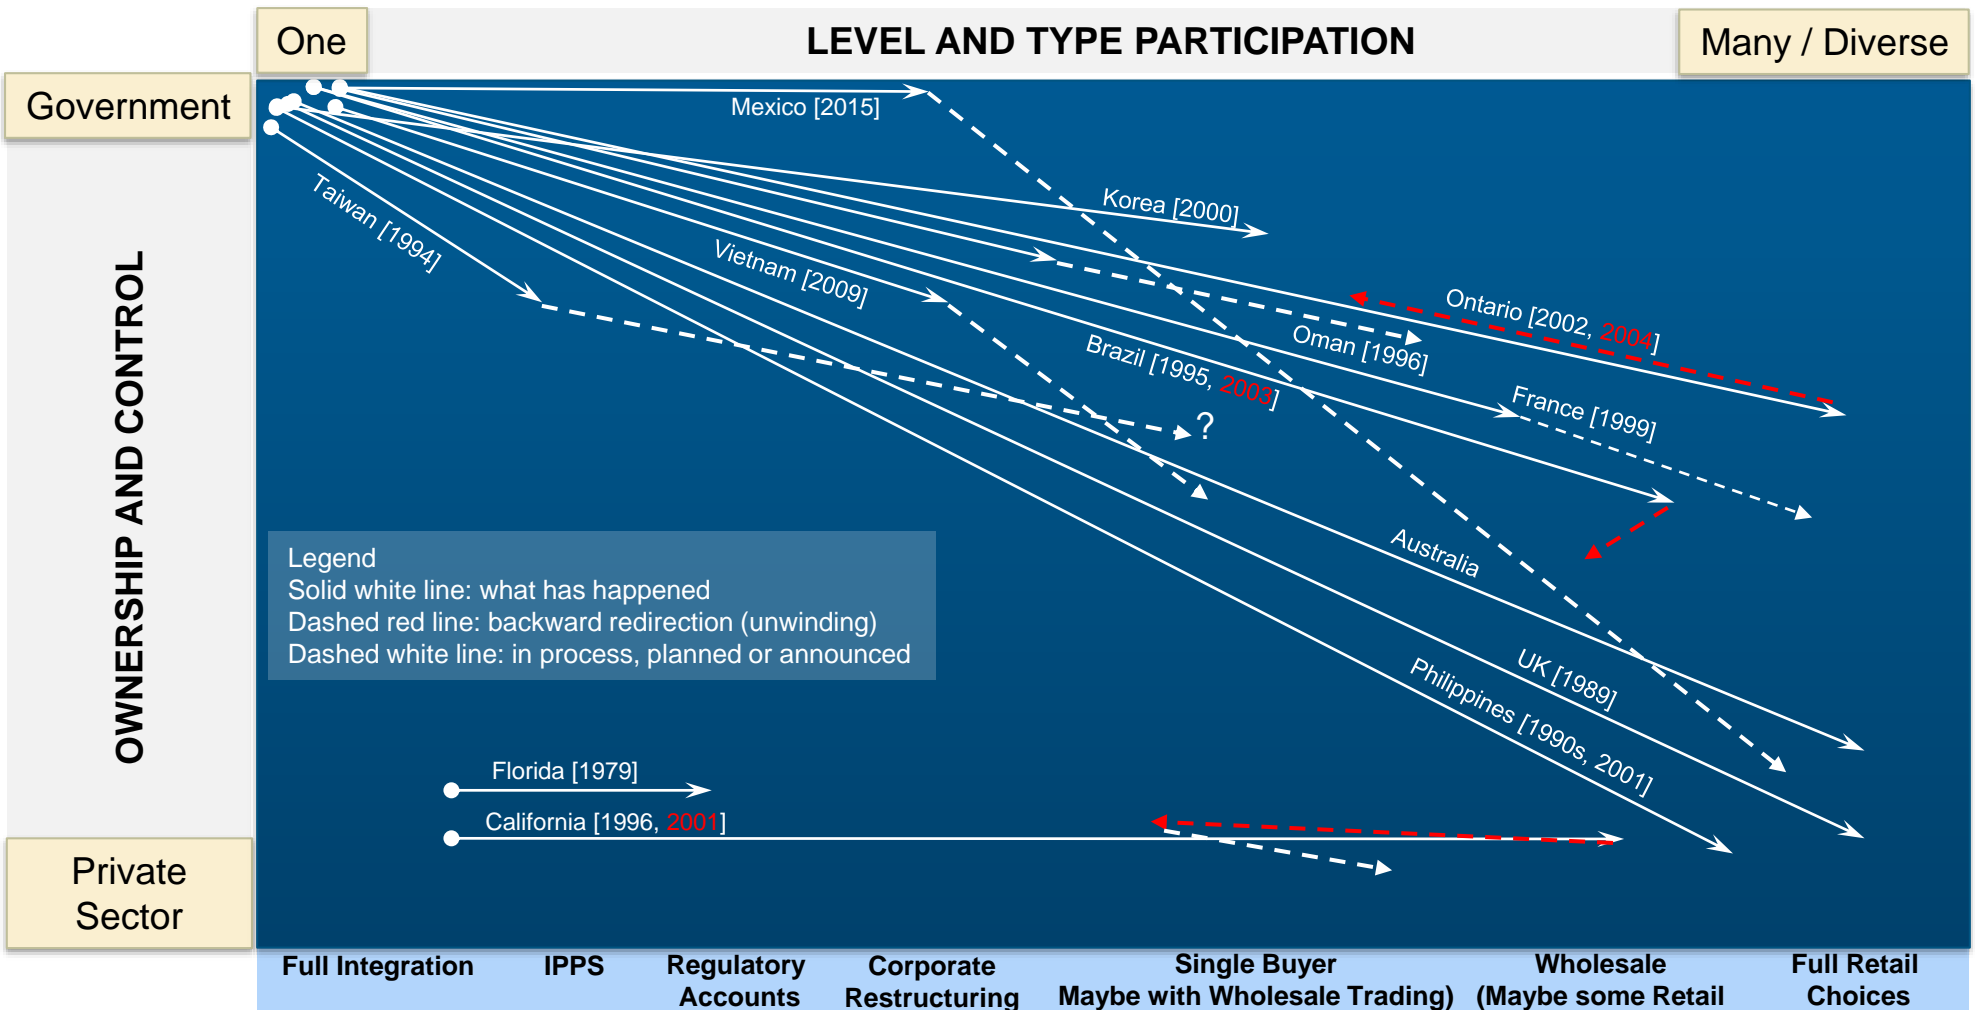 One
LEVEL AND TYPE PARTICIPATION
Many / Diverse
Government
OWNERSHIP AND CONTROL
Private
Sector
Mexico [2015]
Korea [2000]
Taiwan [1994]
Vietnam [2009]
Ontario [2002, 2004]
Oman [1996]
Brazil [1995, 2003]
France [1999]
?
Australia
UK [1989]
Philippines [1990s, 2001]
Legend
Solid white line: what has happened
Dashed red line: backward redirection (unwinding)
Dashed white line: in process, planned or announced
Florida [1979]
California [1996, 2001]
Full Integration
IPPS
Regulatory
Accounts
Corporate
Restructuring
Single Buyer
Maybe with Wholesale Trading)
Wholesale
(Maybe some Retail
Full Retail
Choices